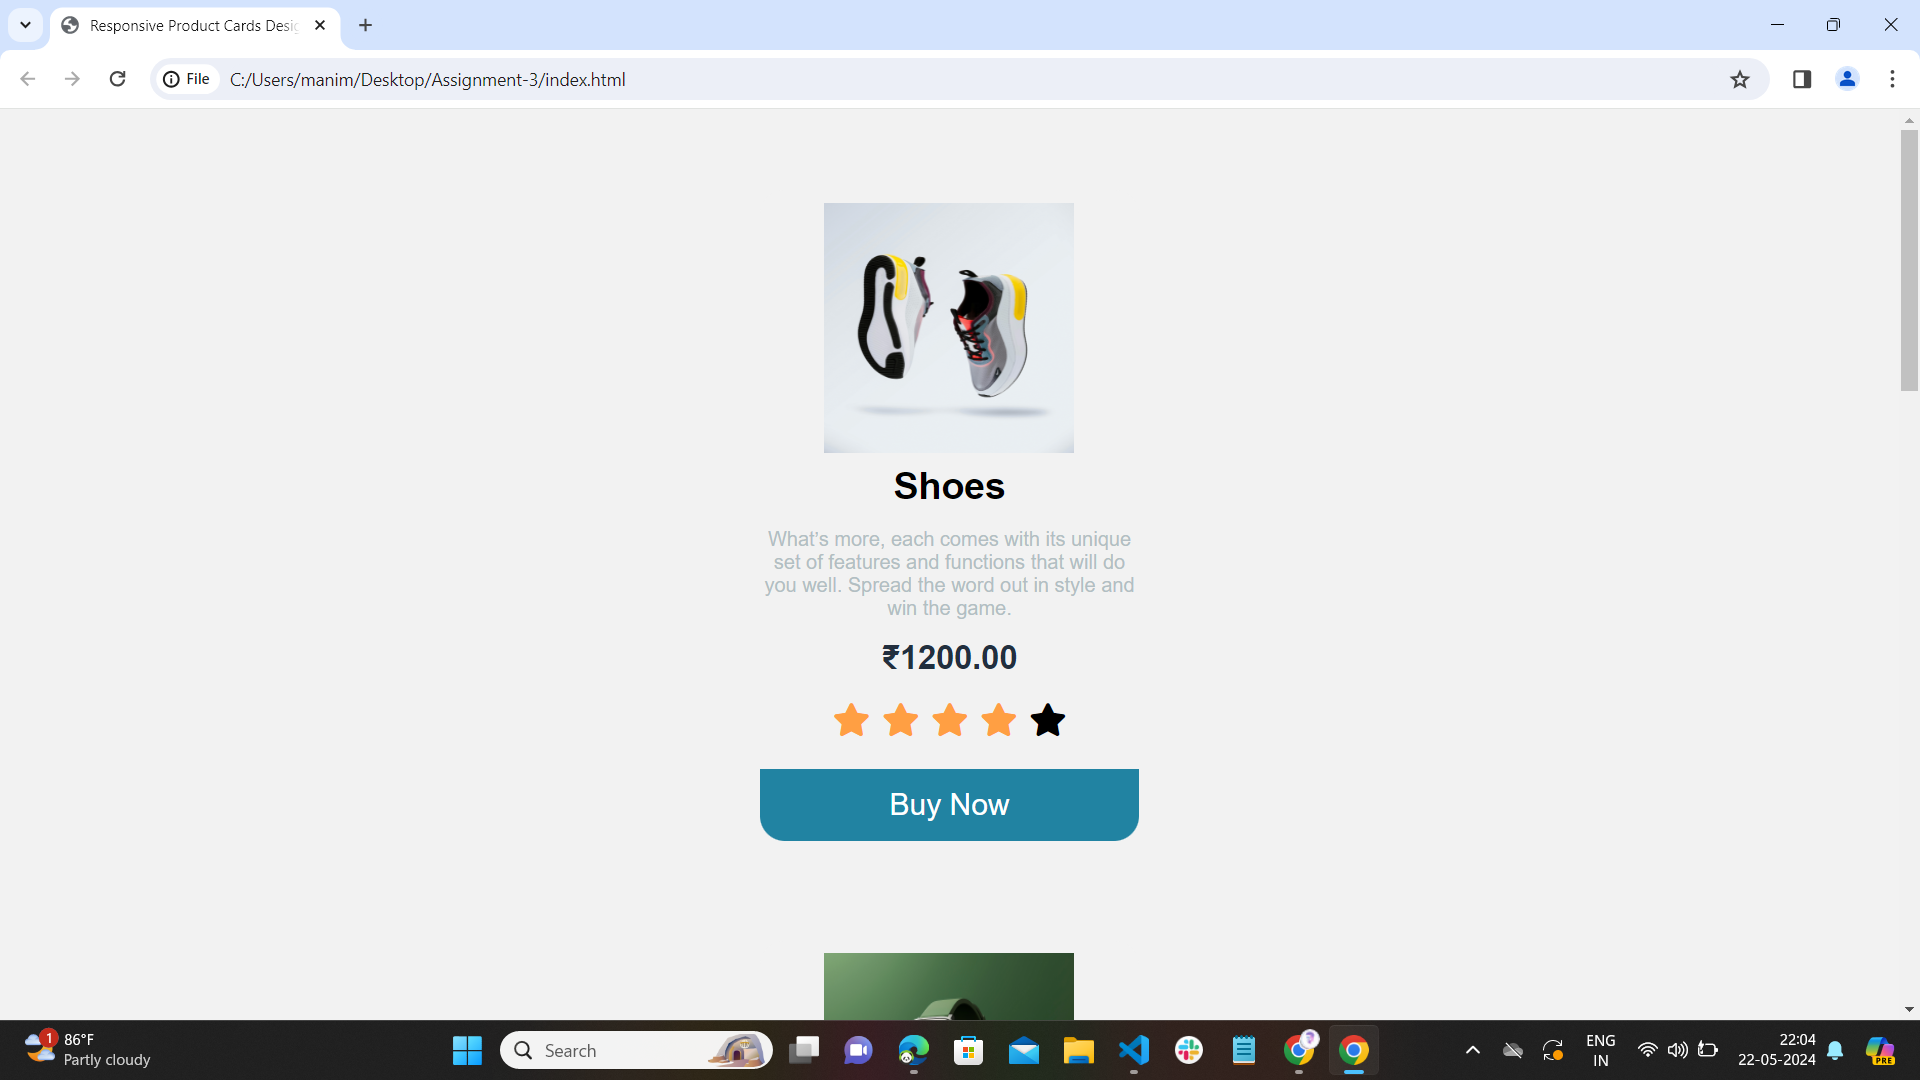 Responsive Product Cards Desig
File
C:/Users/manim/Desktop/Assignment-3/index.html
Shoes
What's more, each comes with its unique
set of features and functions that will do
you well. Spread the word out in style and
win the game.
₹1200.00
Buy Now
1
86°F
Partly cloudy
Search
ENG
IN
22:04
22-05-2024
PRE